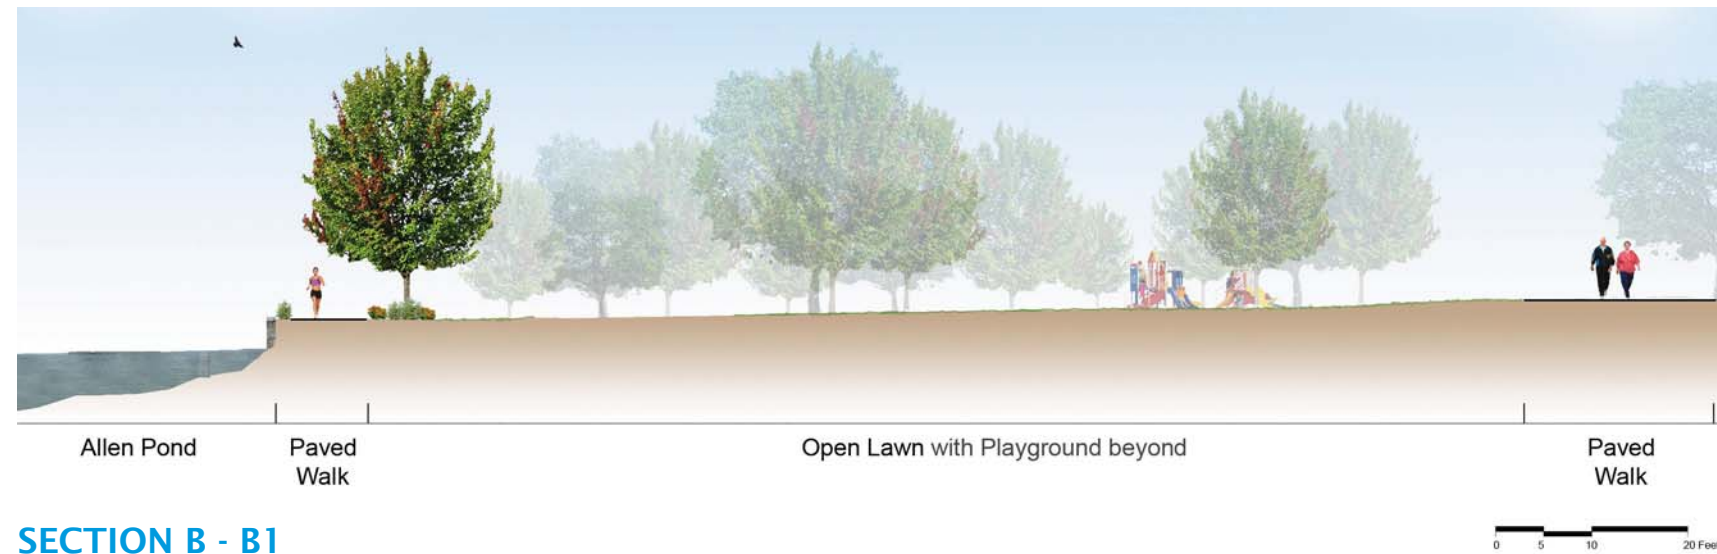 Allen Pond
Paved
Walk
Open Lawn with Playground beyond
Paved
Walk
SECTION B - B1
0 5 10 20 Feet